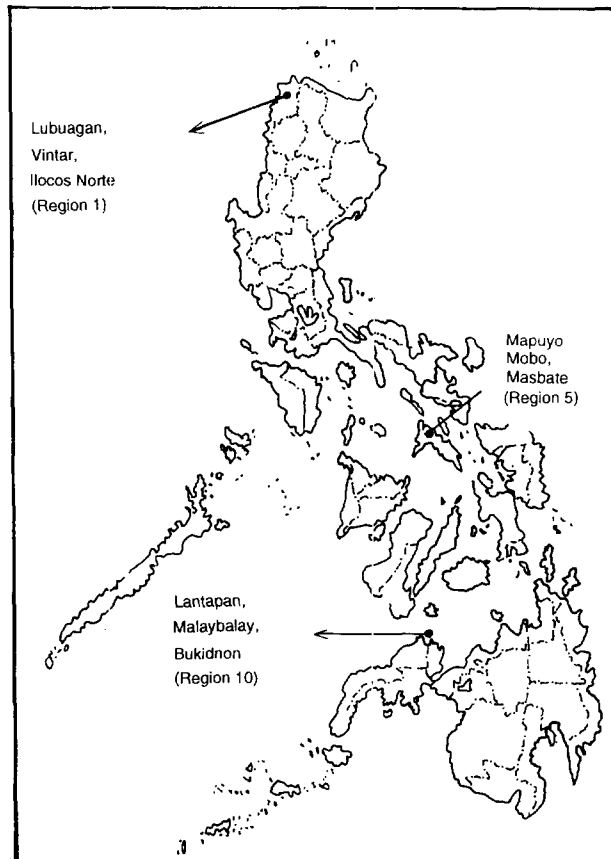 Lubuagan,
Vintar,
Ilocos Norte
(Region 1)
Mapuyo
Mobo,
Masbate
(Region 5)
Lantapan,
Malaybalay,
Bukidnon
(Region 10)